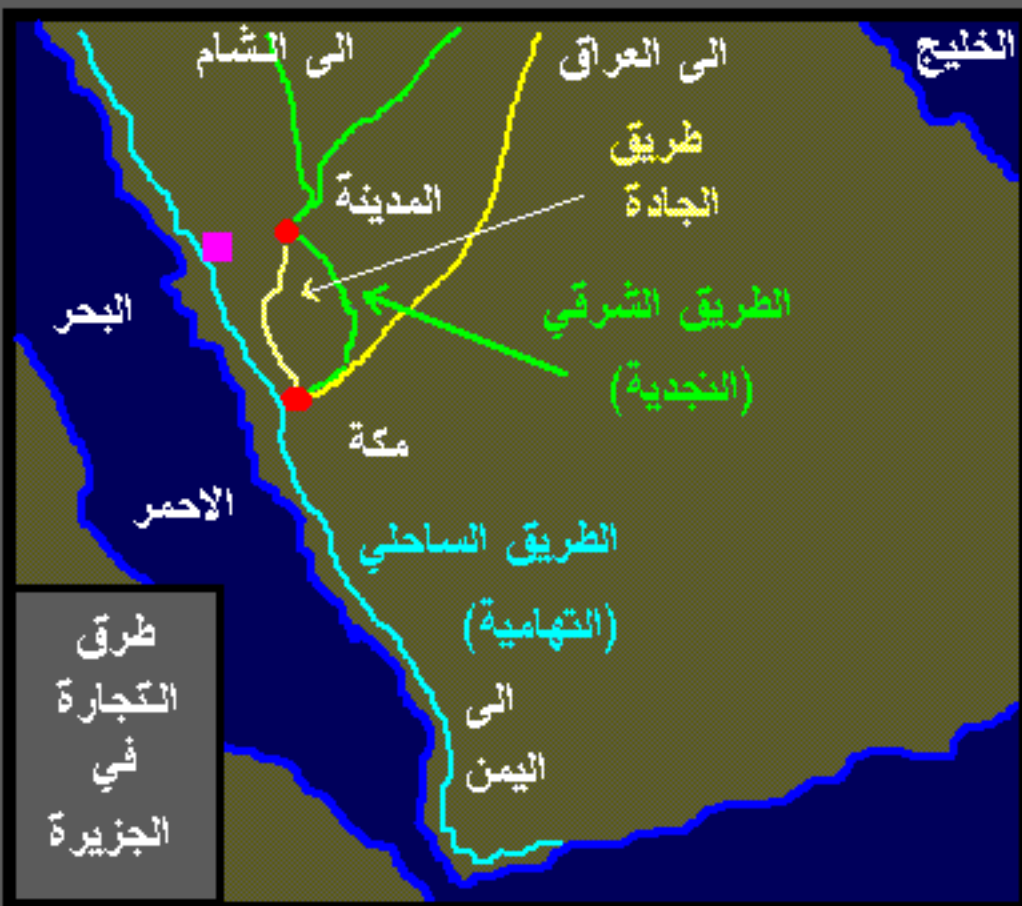 الى الشام
الى العراق
الخليج
طريق
الجادة
المدينة
الطريق الشرقي
(النجدية)
البحر
مكة
الاحمر
الطريق الساحلي
(التهامية)
الى
اليمن
طرق
التجارة
في
الجزيرة